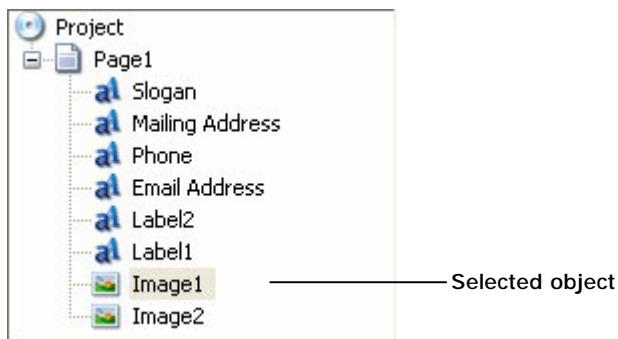 Project
Page1
Slogan
Mailing Address
Phone
Email Address
Label2
Label1
Image1
Selected object
Image2